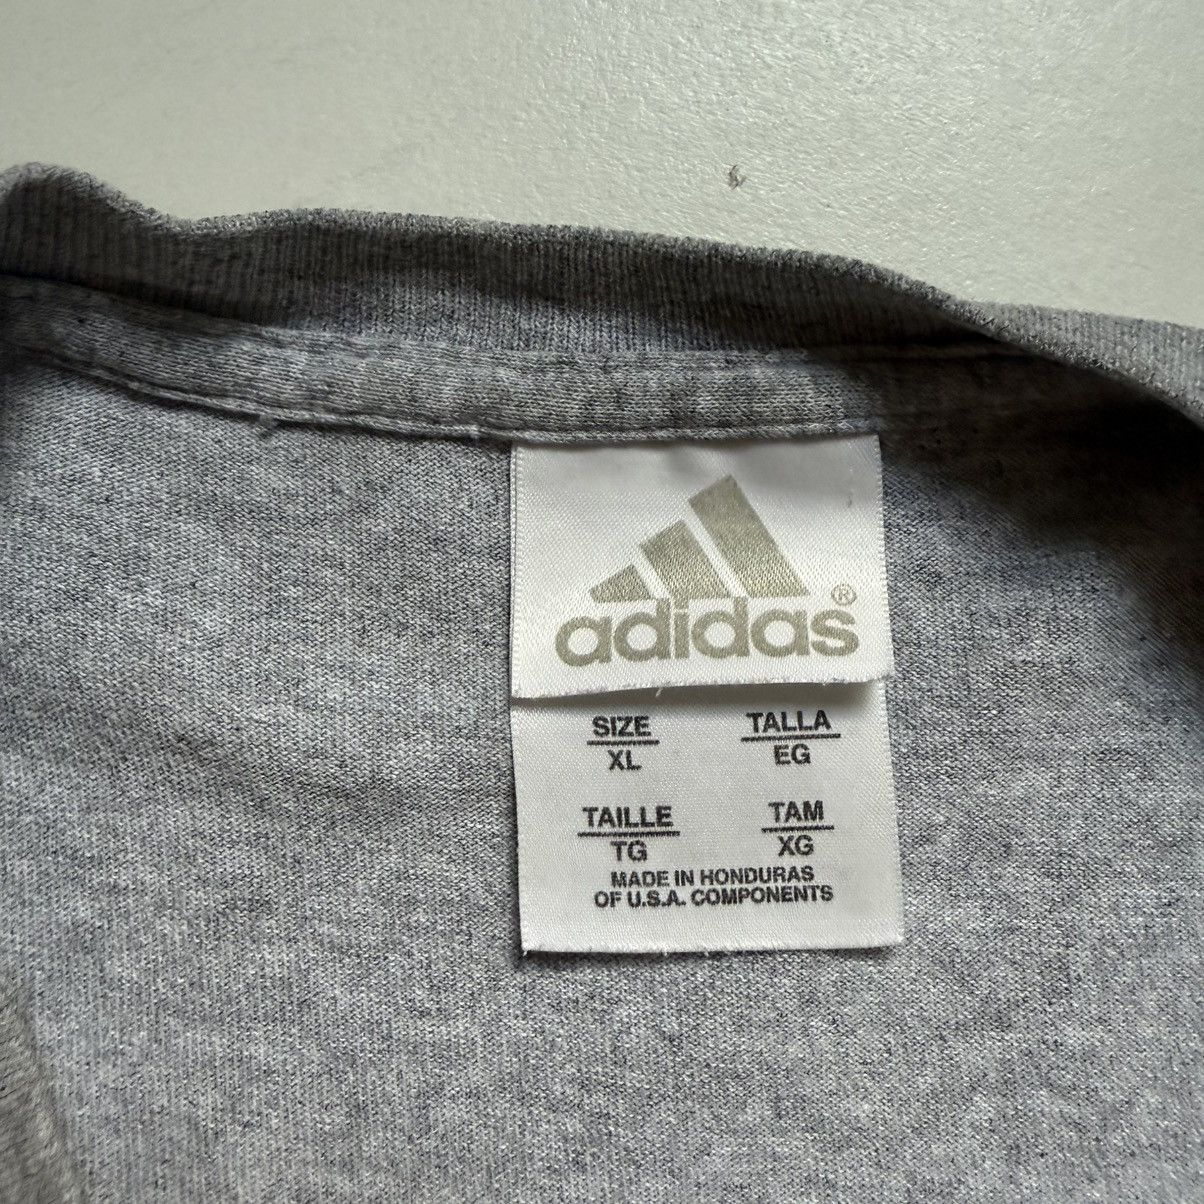 adidas®
SIZE TALLA
XL EG
TAILLE TAM
TG XG
MADE IN HONDURAS
OF U.S.A. COMPONENTS